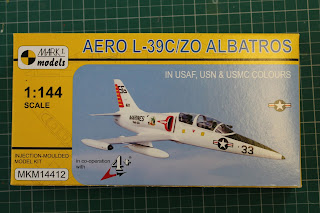 MARK I
models
AERO L-39C/ZO ALBATROS
IN USAF, USN & USMC COLOURS
1:144
SCALE
MARINES
33
INJECTION-MOULDED
MODEL KIT
in co-operation
with
4+
MKM14412